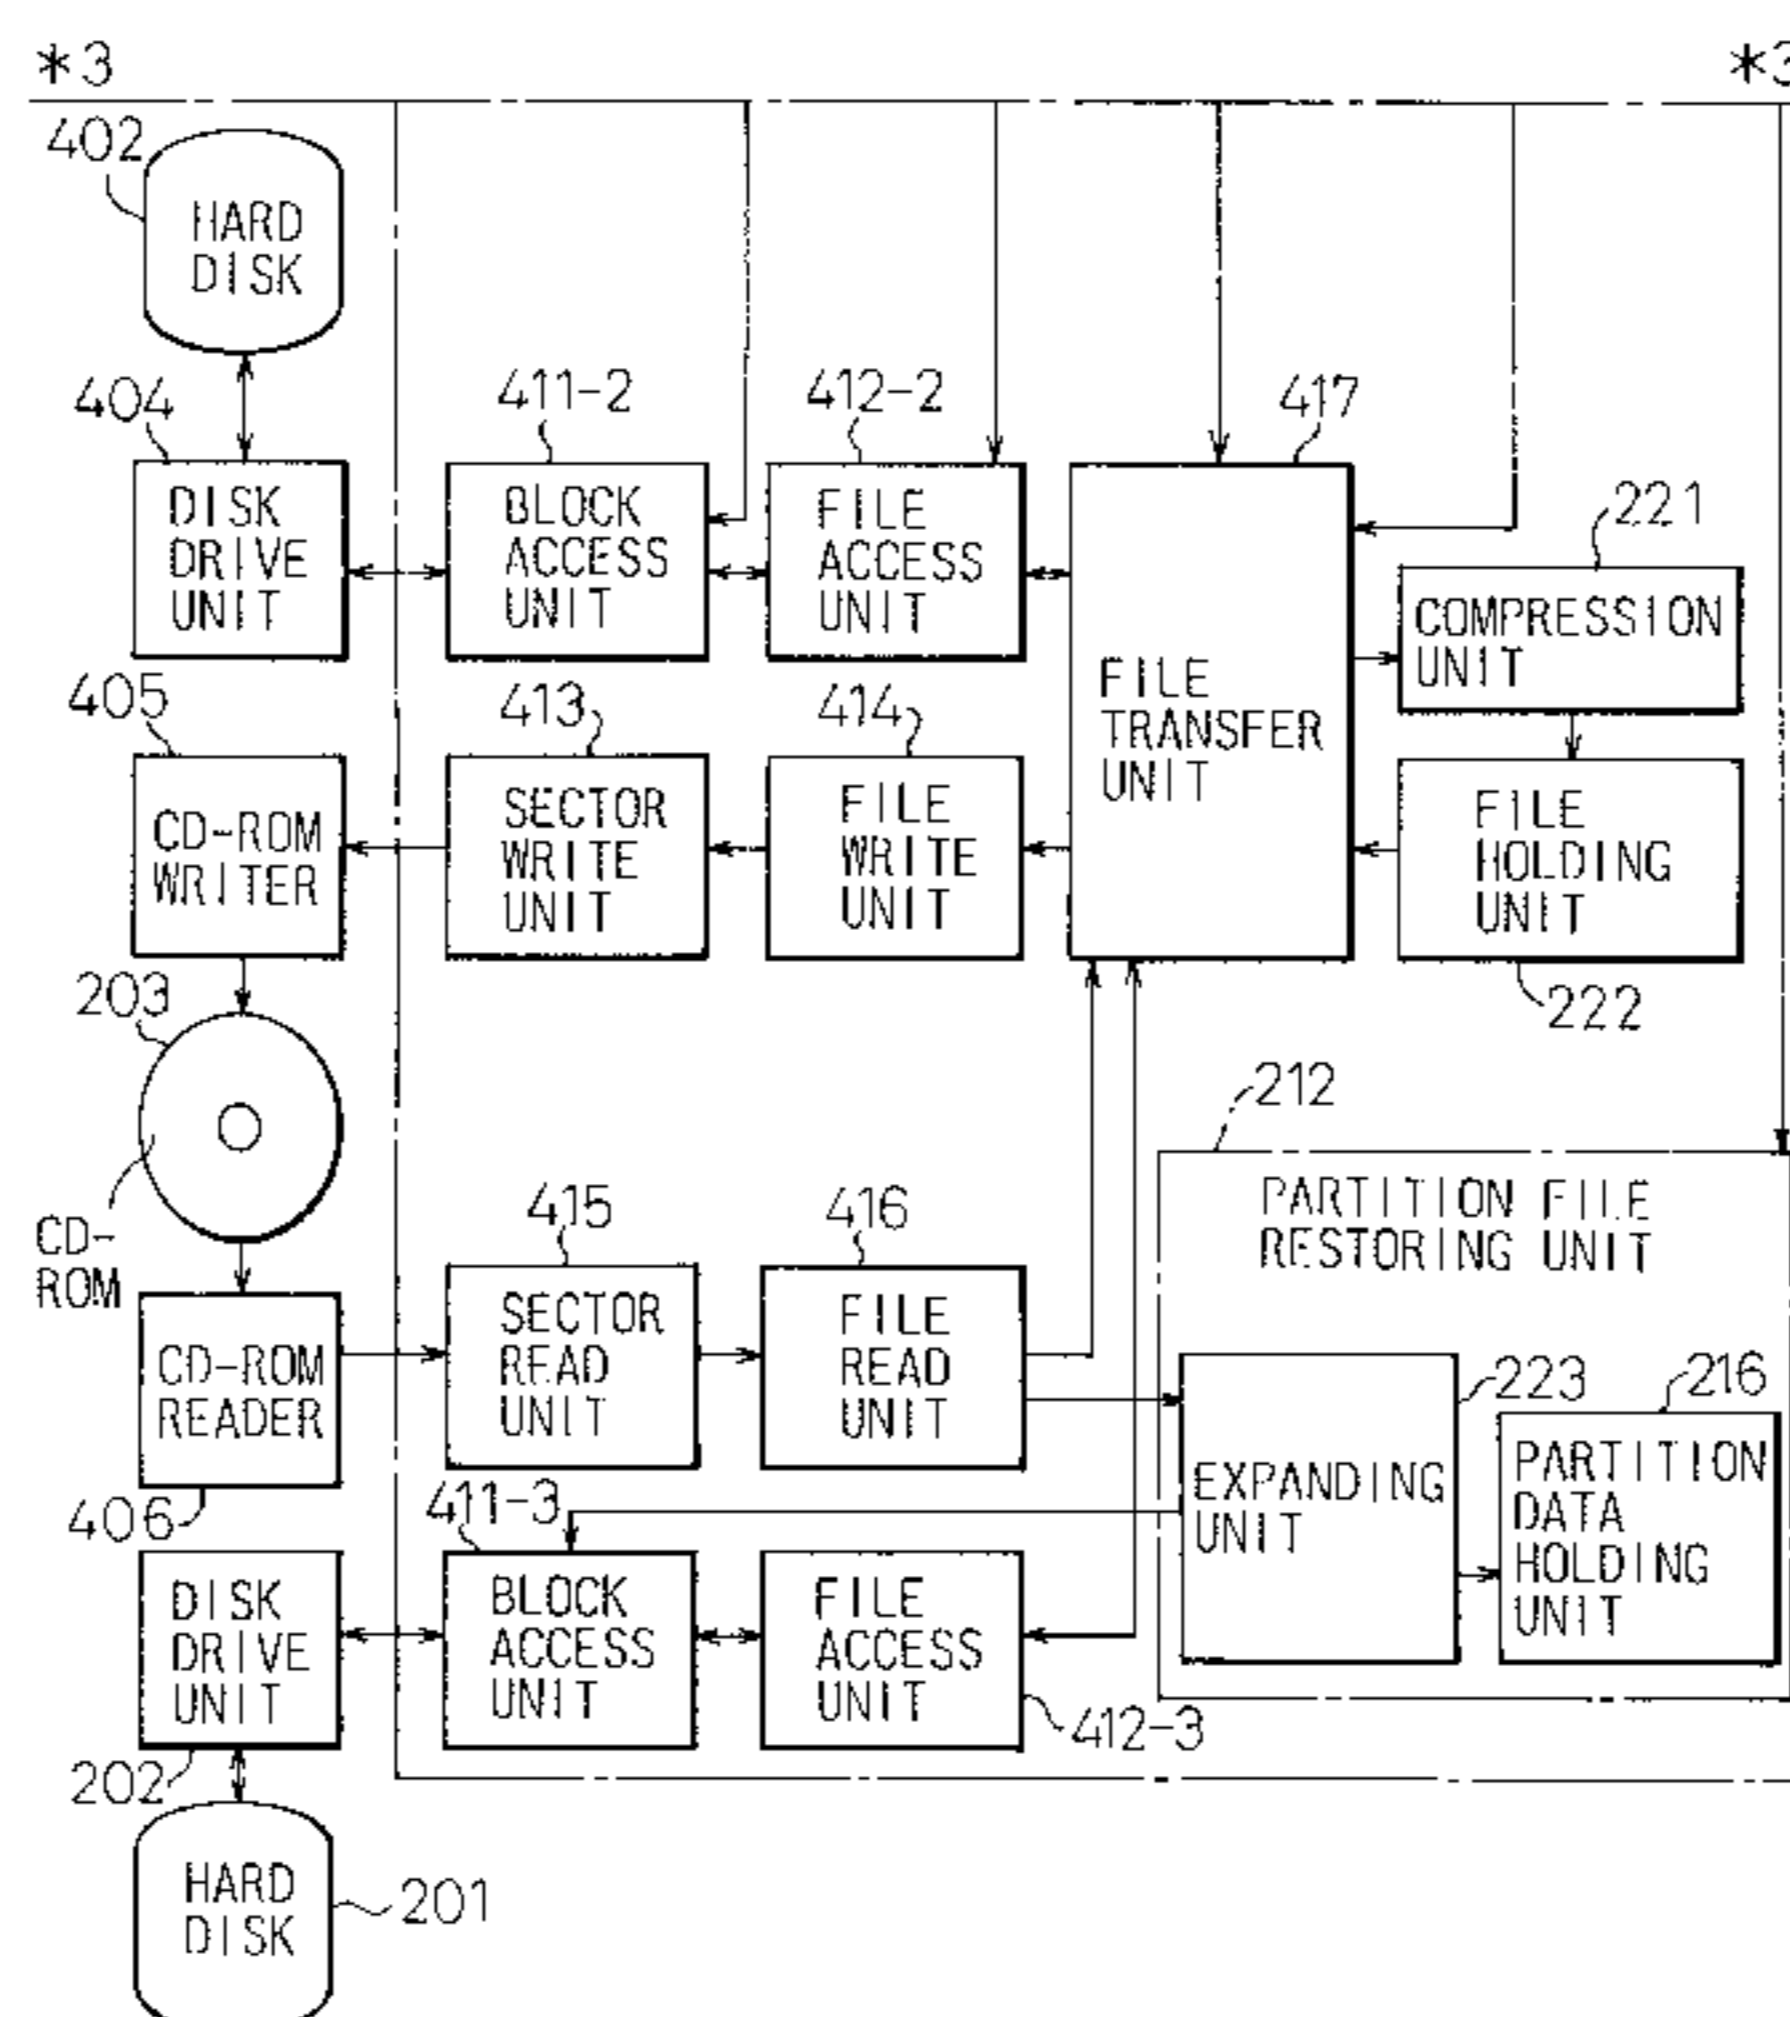 *3
*3
402
HARD
DISK
404
411-2
412-2
417
DISK
DRIVE
UNIT
BLOCK
ACCESS
UNIT
FILE
ACCESS
UNIT
221
COMPRESSION
UNIT
FILE
TRANSFER
UNIT
405
413
414
CD-ROM
WRITER
SECTOR
WRITE
UNIT
FILE
WRITE
UNIT
FILE
HOLDING
UNIT
222
203
CD-
ROM
212
PARTITION FILE
RESTORING UNIT
415
416
CD-ROM
READER
SECTOR
READ
UNIT
FILE
READ
UNIT
223
216
EXPANDING
UNIT
PARTITION
DATA
HOLDING
UNIT
406
411-3
DISK
DRIVE
UNIT
BLOCK
ACCESS
UNIT
FILE
ACCESS
UNIT
412-3
202
HARD
DISK
201